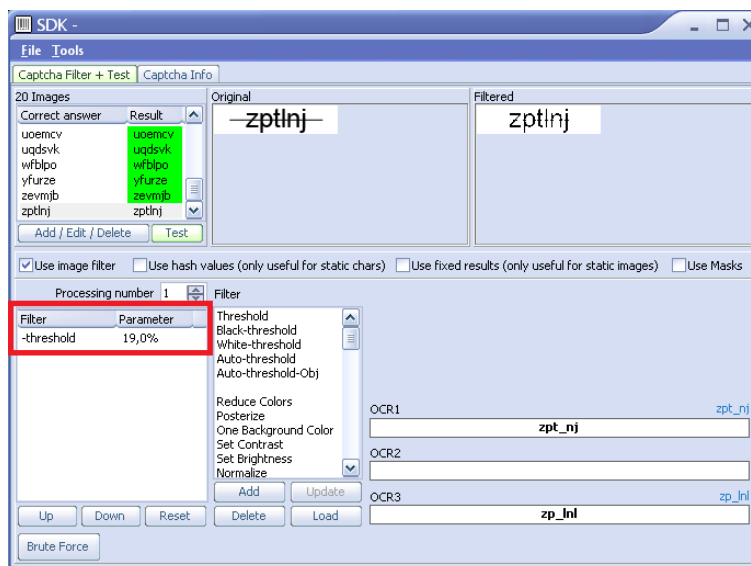 SDK -
File Tools
Captcha Filter + Test Captcha Info
20 Images Original Filtered
Correct answer Result
uoemcv uoemcv
uqdsvk uqdsvk
wfblpo wfblpo
yfurze yfurze
zevmjb zevmjb
zptlnj zptlnj
zptlnj zptlnj
Add / Edit / Delete Test
Use image filter Use hash values (only useful for static chars) Use fixed results (only useful for static images) Use Masks
Processing number 1 Filter
Filter Parameter
-threshold 19,0%
Threshold
Black-threshold
White-threshold
Auto-threshold
Auto-threshold-Obj
Reduce Colors
Posterize
One Background Color
Set Contrast
Set Brightness
Normalize
OCR1 zpt_nj
zpt_nj
OCR2
OCR3 zp_lnl
zp_lnl
Add Update
Up Down Reset Delete Load
Brute Force